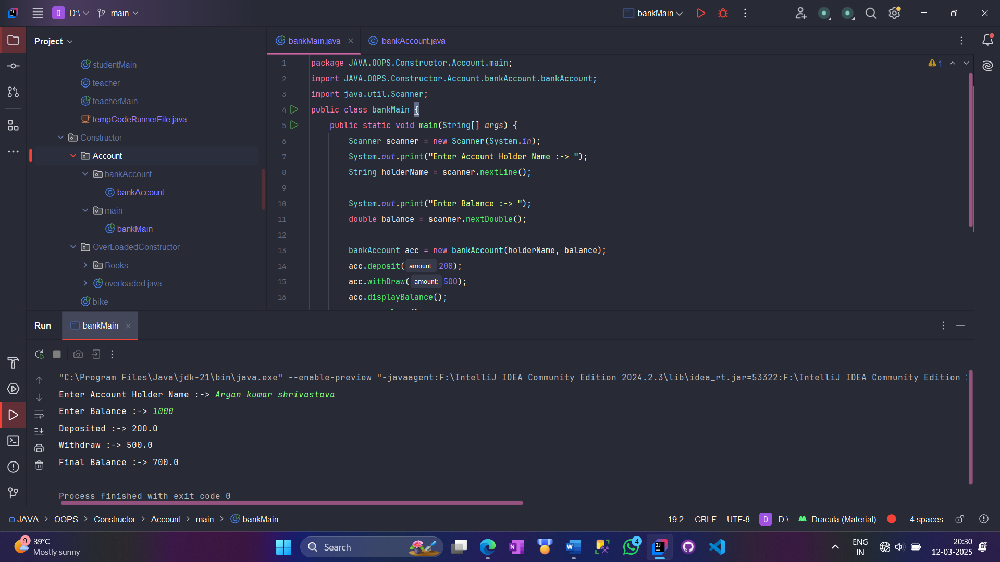 D D:\ main bankMain
Project
bankMain.java bankAccount.java
studentMain
teacher
teacherMain
tempCodeRunnerFile.java
Constructor
Account
bankAccount
bankAccount
main
bankMain
OverLoadedConstructor
Books
overloaded.java
bike
1 package JAVA.OOPS.Constructor.Account.main;
2 import JAVA.OOPS.Constructor.Account.bankAccount.bankAccount;
3 import java.util.Scanner;
4 public class bankMain {
5 public static void main(String[] args) {
6 Scanner scanner = new Scanner(System.in);
7 System.out.print("Enter Account Holder Name :-> ");
8 String holderName = scanner.nextLine();
9
10 System.out.print("Enter Balance :-> ");
11 double balance = scanner.nextDouble();
12
13 bankAccount acc = new bankAccount(holderName, balance);
14 acc.deposit( amount: 200);
15 acc.withDraw( amount: 500);
16 acc.displayBalance();
1
Run bankMain
"C:\Program Files\Java\jdk-21\bin\java.exe" --enable-preview "-javaagent:F:\IntelliJ IDEA Community Edition 2024.2.3\lib\idea_rt.jar=53322:F:\IntelliJ IDEA Community Edition
Enter Account Holder Name :-> Aryan kumar shrivastava
Enter Balance :-> 1000
Deposited :-> 200.0
Withdraw :-> 500.0
Final Balance :-> 700.0
Process finished with exit code 0
JAVA > OOPS > Constructor > Account > main > bankMain 19:2 CRLF UTF-8 D D:\ Dracula (Material) 4 spaces
9 39°C
Mostly sunny
Search
4
ENG
IN
20:30
12-03-2025